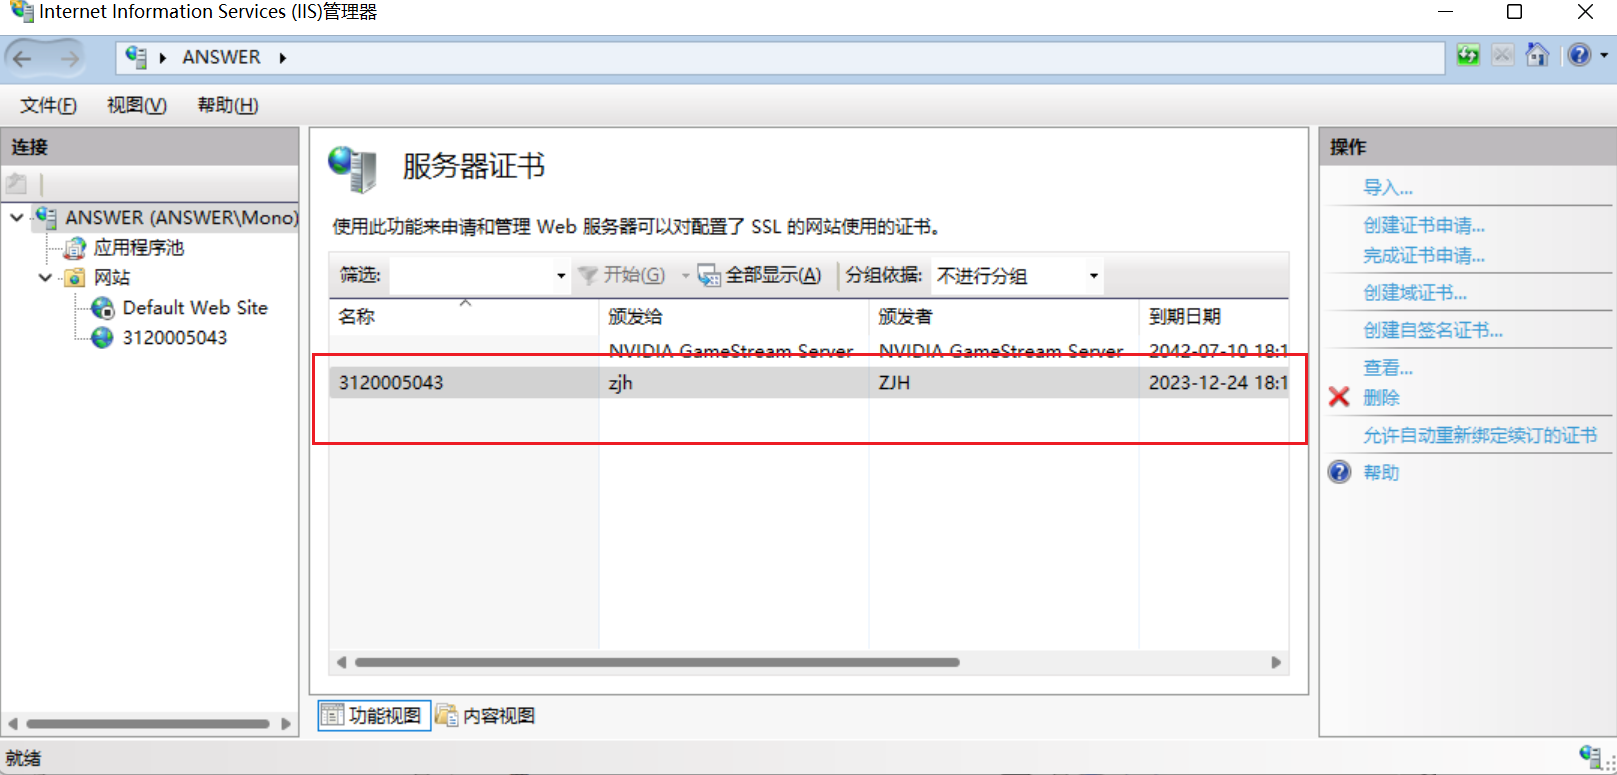 Internet Information Services (IIS)管理器
ANSWER
文件(F) 视图(V) 帮助(H)
连接
ANSWER (ANSWER\Mono)
应用程序池
网站
Default Web Site
3120005043
服务器证书
使用此功能来申请和管理 Web 服务器可以对配置了 SSL 的网站使用的证书。
筛选: 开始(G) 全部显示(A) 分组依据: 不进行分组
名称 颁发给 颁发者 到期日期
NVIDIA GameStream Server NVIDIA GameStream Server 2042-07-10 18:1
3120005043 zjh ZJH 2023-12-24 18:1
功能视图 内容视图
操作
导入...
创建证书申请...
完成证书申请...
创建域证书...
创建自签名证书...
查看...
删除
允许自动重新绑定续订的证书
帮助
就绪